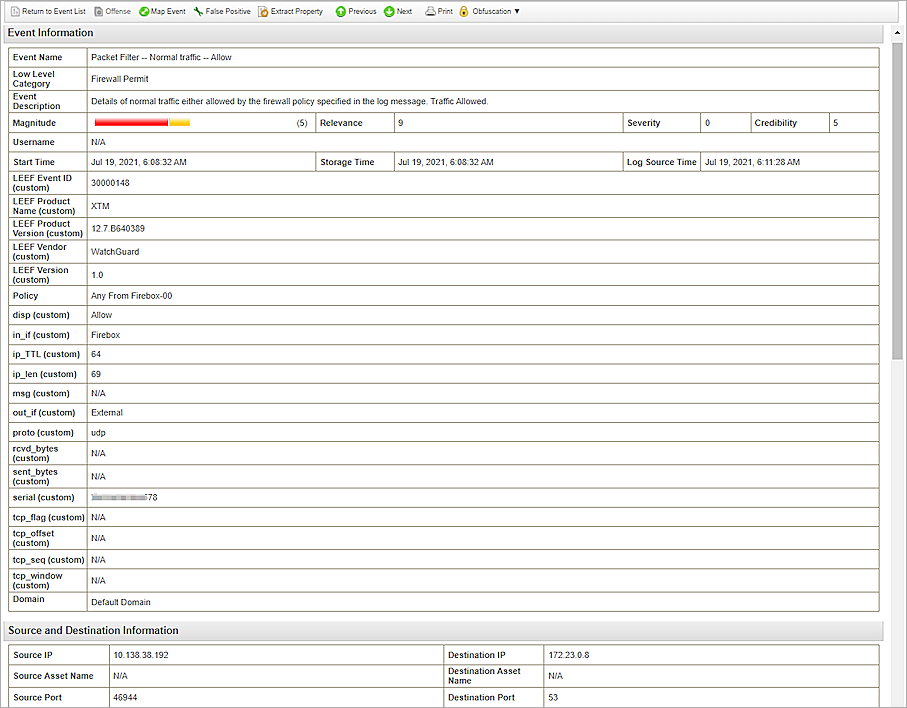 Return to Event List Offense Map Event False Positive Extract Property Previous Next Print Obfuscation ▼
Event Information
Event Name Packet Filter -- Normal traffic -- Allow
Low Level
Category Firewall Permit
Event
Description Details of normal traffic either allowed by the firewall policy specified in the log message. Traffic Allowed.
Magnitude (5) Relevance 9 Severity 0 Credibility 5
Username N/A
Start Time Jul 19, 2021, 6:08:32 AM Storage Time Jul 19, 2021, 6:08:32 AM Log Source Time Jul 19, 2021, 6:11:28 AM
LEEF Event ID
(custom) 30000148
LEEF Product
Name (custom) XTM
LEEF Product
Version (custom) 12.7.B640389
LEEF Vendor
(custom) WatchGuard
LEEF Version
(custom) 1.0
Policy Any From Firebox-00
disp (custom) Allow
in_if (custom) Firebox
ip_TTL (custom) 64
ip_len (custom) 69
msg (custom) N/A
out_if (custom) External
proto (custom) udp
rcvd_bytes
(custom) N/A
sent_bytes
(custom) N/A
serial (custom) 78
tcp_flag (custom) N/A
tcp_offset
(custom) N/A
tcp_seq (custom) N/A
tcp_window
(custom) N/A
Domain Default Domain
Source and Destination Information
Source IP 10.138.38.192 Destination IP 172.23.0.8
Source Asset Name N/A Destination Asset
Name N/A
Source Port 46944 Destination Port 53